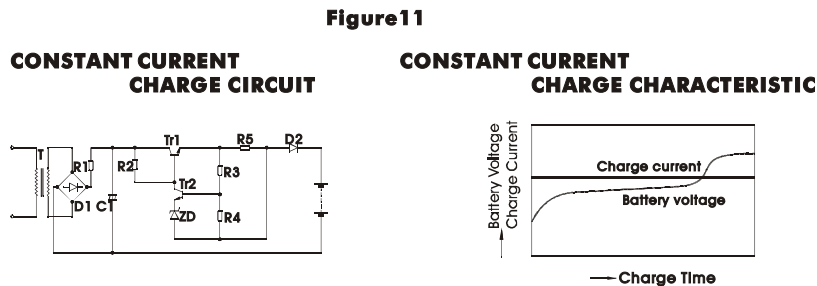 Figure11
CONSTANT CURRENT
CHARGE CIRCUIT
CONSTANT CURRENT
CHARGE CHARACTERISTIC
T
R1
D1
C1
R2
Tr1
Tr2
ZD
R5
R3
R4
D2
Battery Voltage
Charge Current
Charge current
Battery voltage
Charge Time